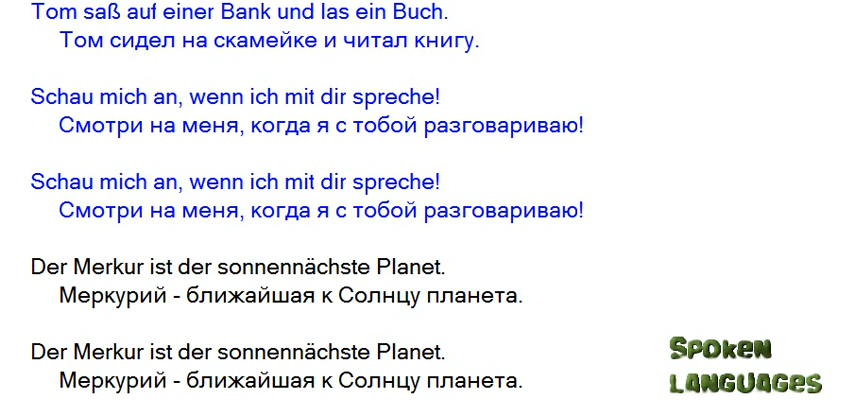 Tom saß auf einer Bank und las ein Buch.
Том сидел на скамейке и читал книгу.
Schau mich an, wenn ich mit dir spreche!
Смотри на меня, когда я с тобой разговариваю!
Schau mich an, wenn ich mit dir spreche!
Смотри на меня, когда я с тобой разговариваю!
Der Merkur ist der sonnennächste Planet.
Меркурий - ближайшая к Солнцу планета.
Der Merkur ist der sonnennächste Planet.
Меркурий - ближайшая к Солнцу планета.
Spoken
Languages